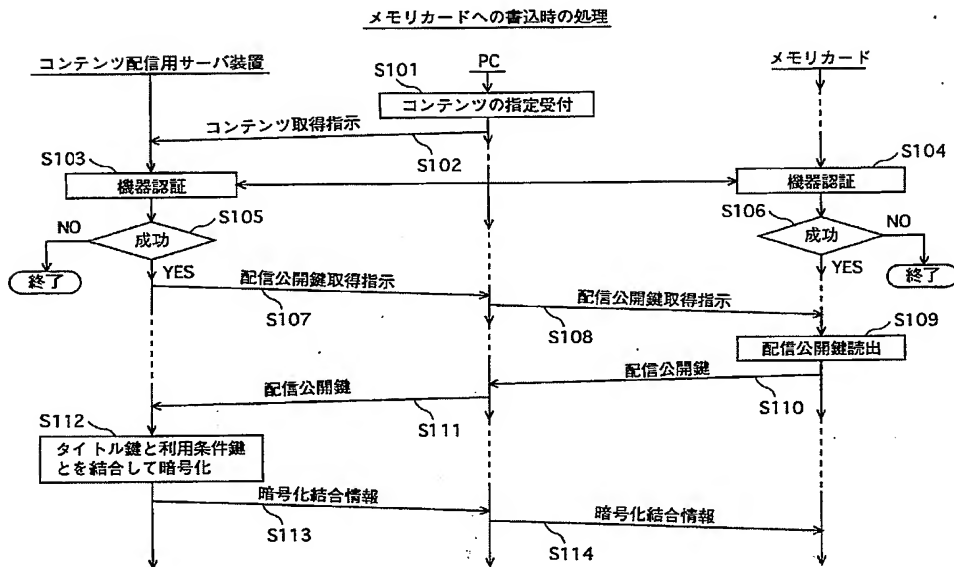 メモリカードへの書込時の処理
コンテンツ配信用サーバ装置
PC
メモリカード
S101
コンテンツの指定受付
コンテンツ取得指示
S102
S103
機器認証
S104
機器認証
S105
成功
NO
YES
終了
S106
成功
NO
YES
終了
配信公開鍵取得指示
S107
配信公開鍵取得指示
S108
S109
配信公開鍵読出
配信公開鍵
S110
配信公開鍵
S111
S112
タイトル鍵と利用条件鍵
とを結合して暗号化
暗号化結合情報
S113
暗号化結合情報
S114